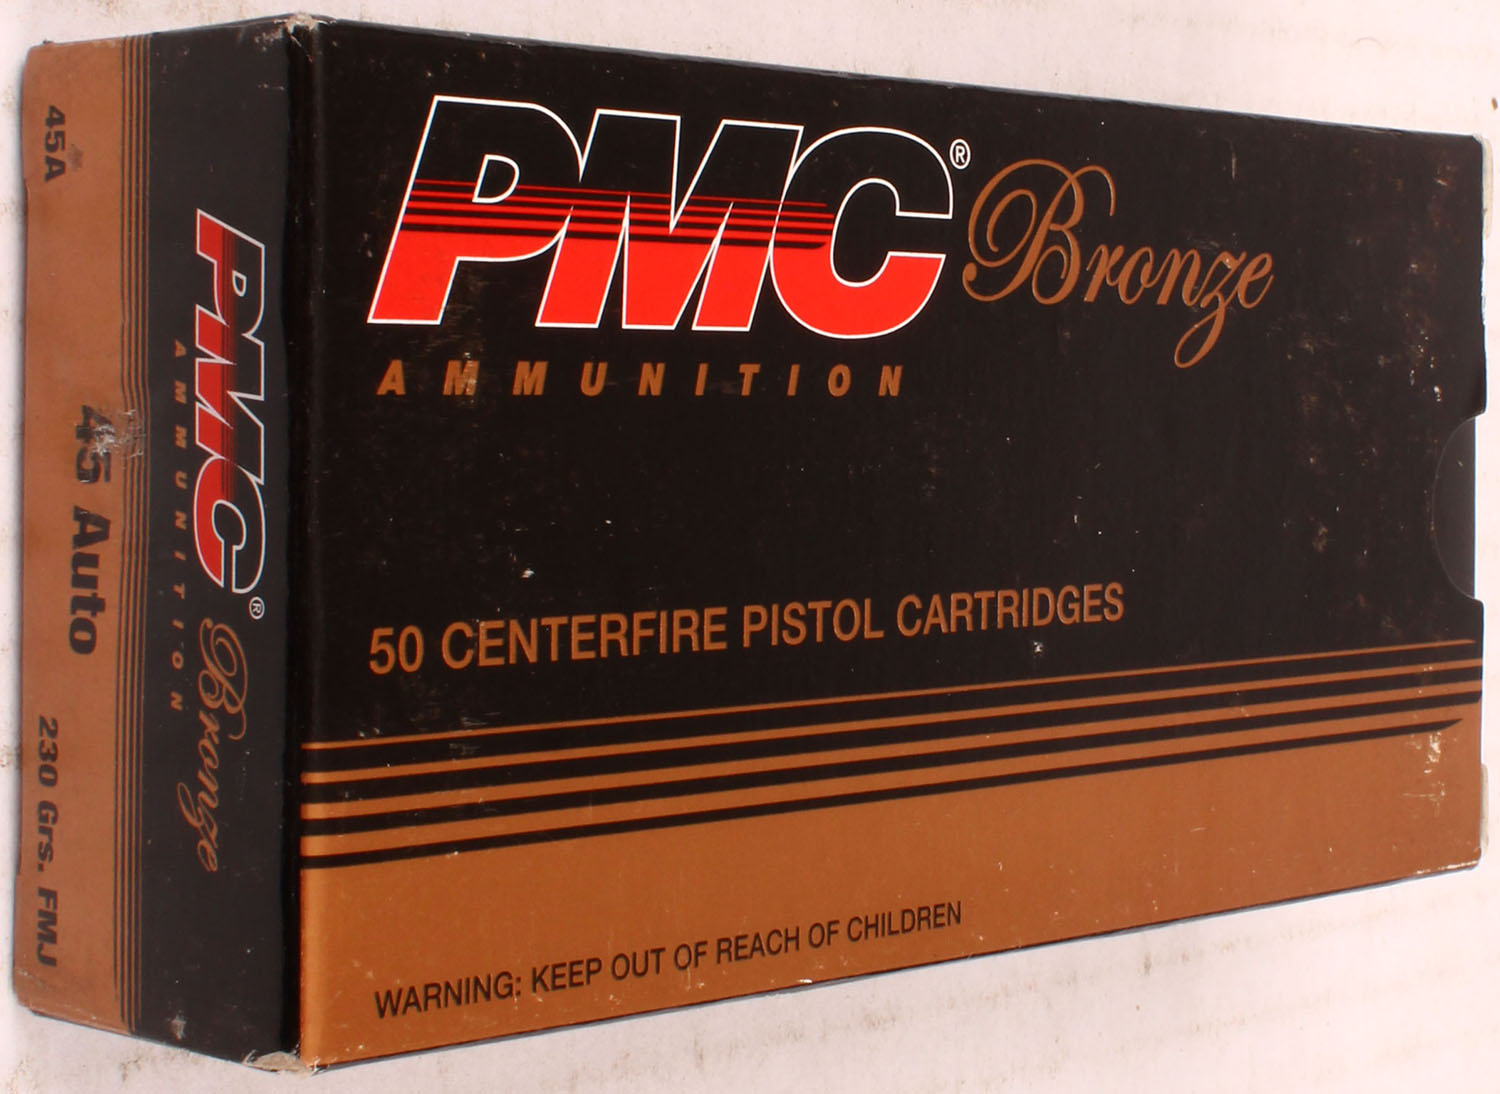 PMC® Bronze
AMMUNITION
50 CENTERFIRE PISTOL CARTRIDGES
WARNING: KEEP OUT OF REACH OF CHILDREN
PMC® Bronze
AMMUNITION
45A
45 Auto
230 Grs. FMJ